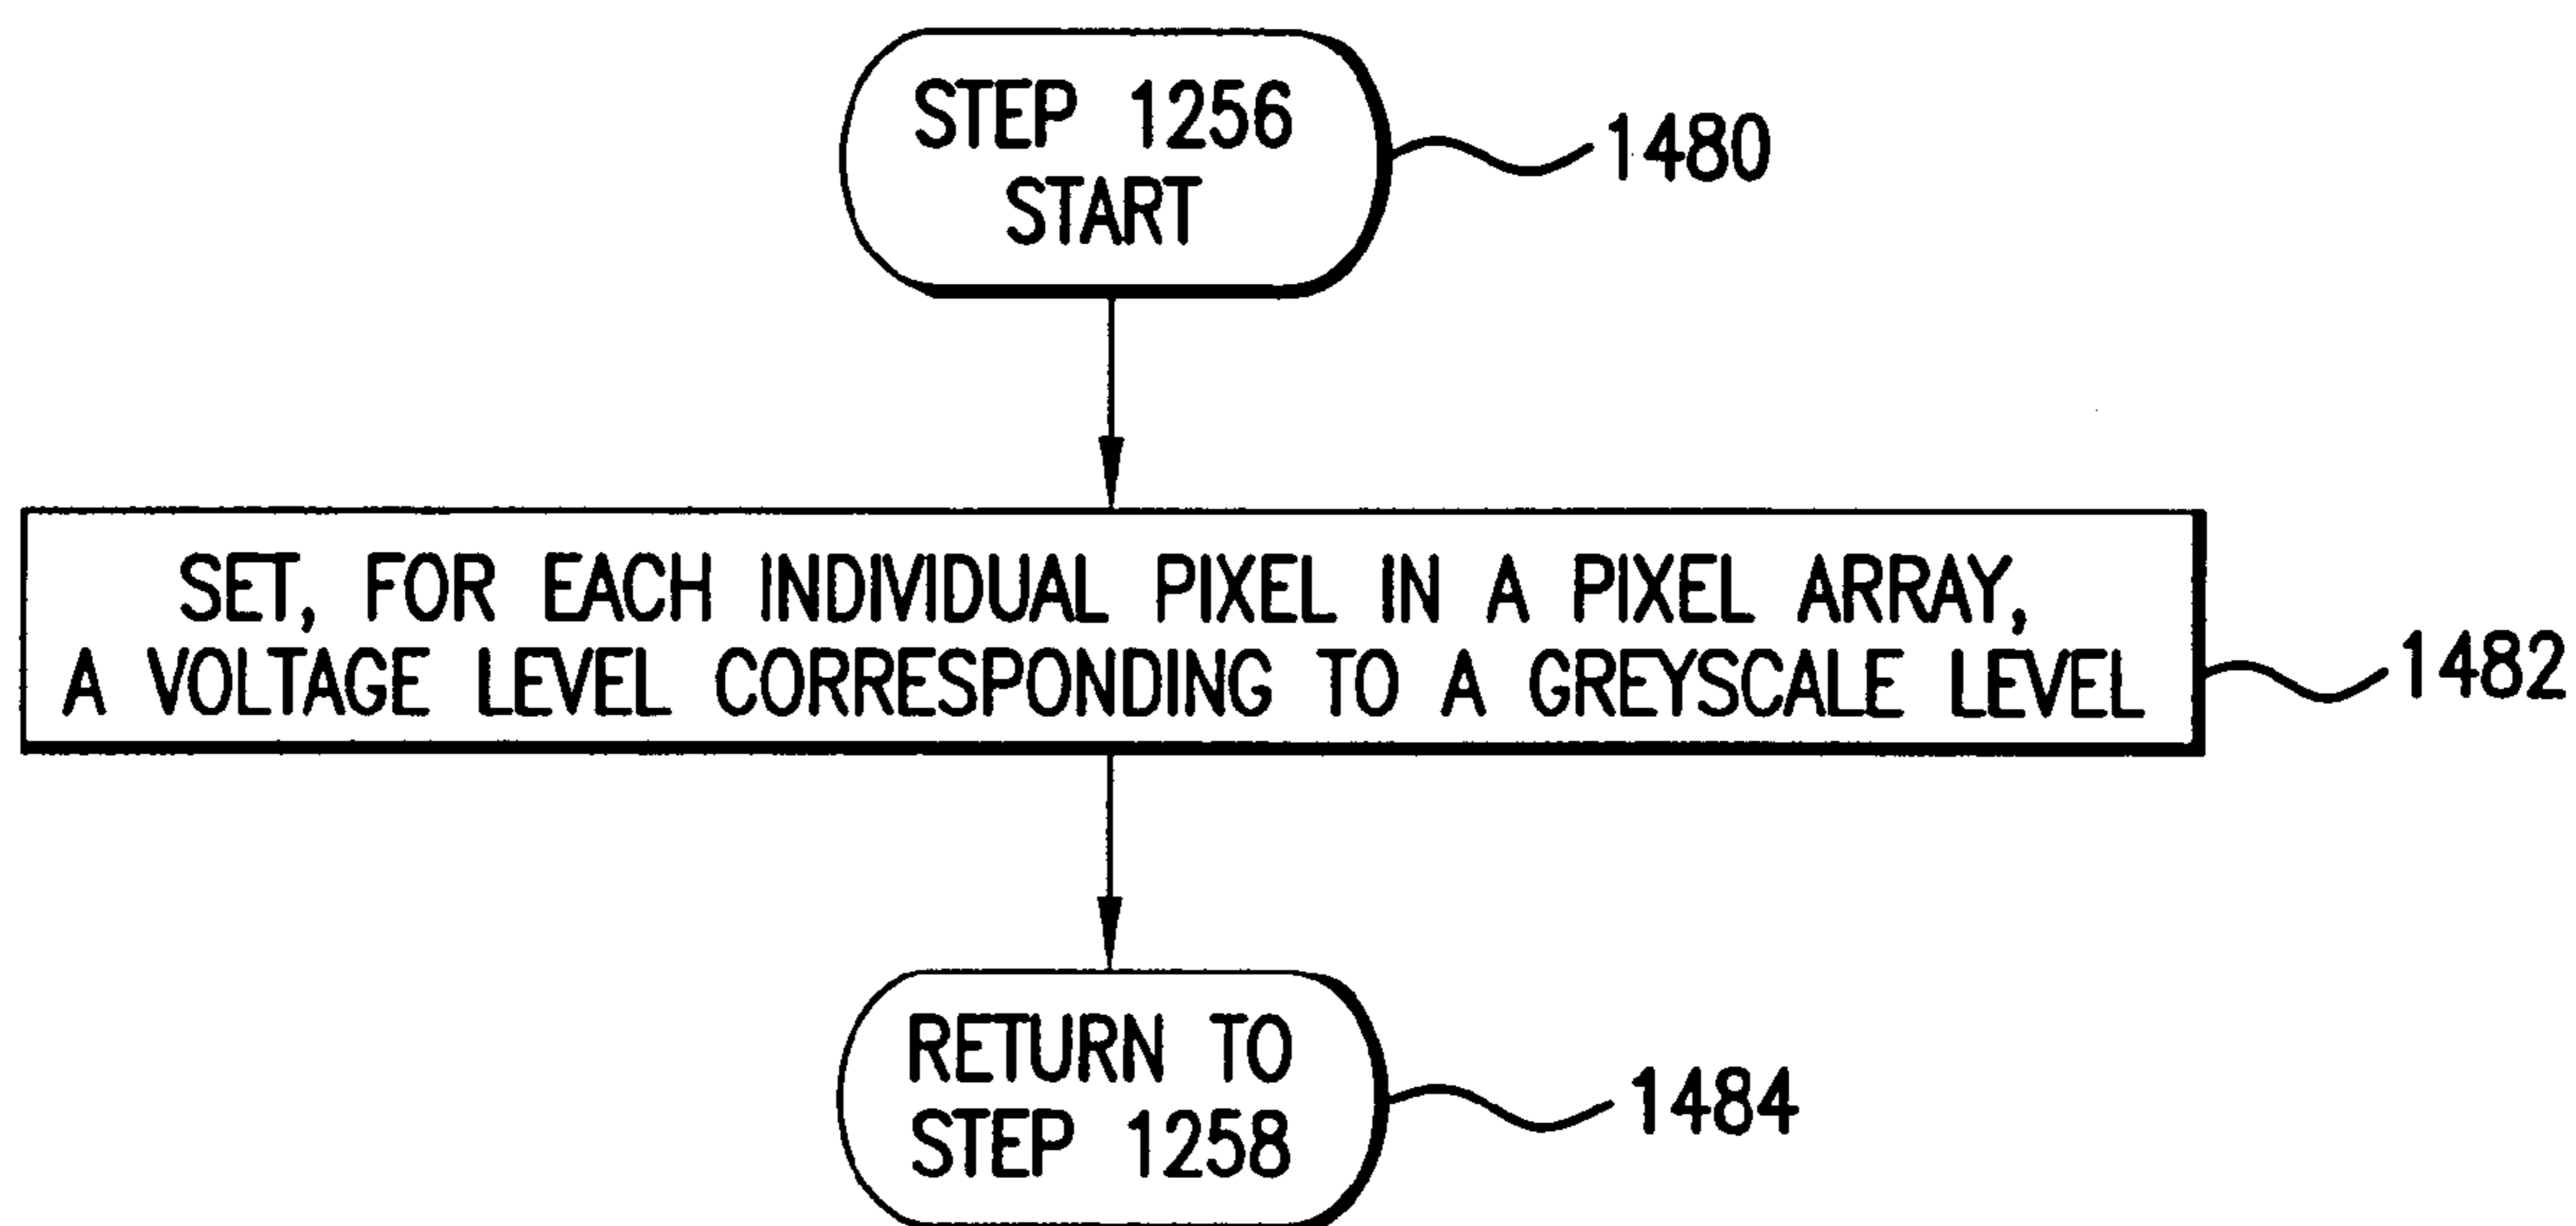 STEP 1256
START
1480
SET, FOR EACH INDIVIDUAL PIXEL IN A PIXEL ARRAY,
A VOLTAGE LEVEL CORRESPONDING TO A GREYSCALE LEVEL
1482
RETURN TO
STEP 1258
1484